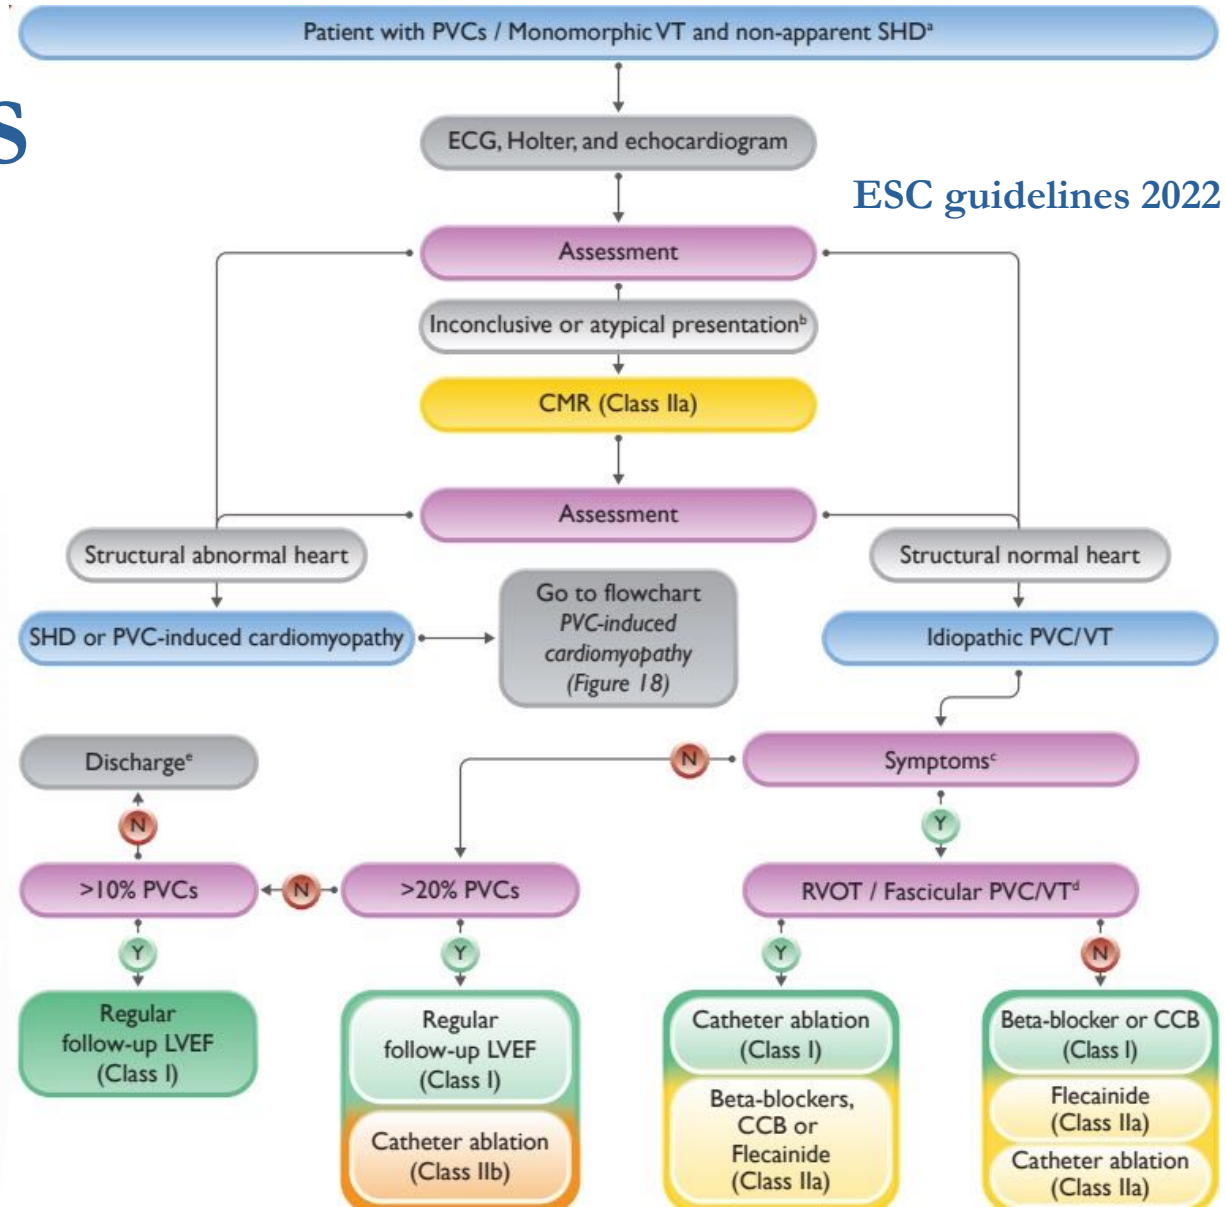 Patient with PVCs / Monomorphic VT and non-apparent SHDᵃ
S
ECG, Holter, and echocardiogram
ESC guidelines 2022
Assessment
Inconclusive or atypical presentationᵇ
CMR (Class IIa)
Assessment
Structural abnormal heart
Structural normal heart
SHD or PVC-induced cardiomyopathy
Go to flowchart
PVC-induced
cardiomyopathy
(Figure 18)
Idiopathic PVC/VT
Symptomsᶜ
N
Y
Dischargeᵉ
N
>10% PVCs
N
>20% PVCs
RVOT / Fascicular PVC/VTᵈ
Y
Y
Y
N
Regular
follow-up LVEF
(Class I)
Regular
follow-up LVEF
(Class I)
Catheter ablation
(Class IIb)
Catheter ablation
(Class I)
Beta-blockers,
CCB or
Flecainide
(Class IIa)
Beta-blocker or CCB
(Class I)
Flecainide
(Class IIa)
Catheter ablation
(Class IIa)